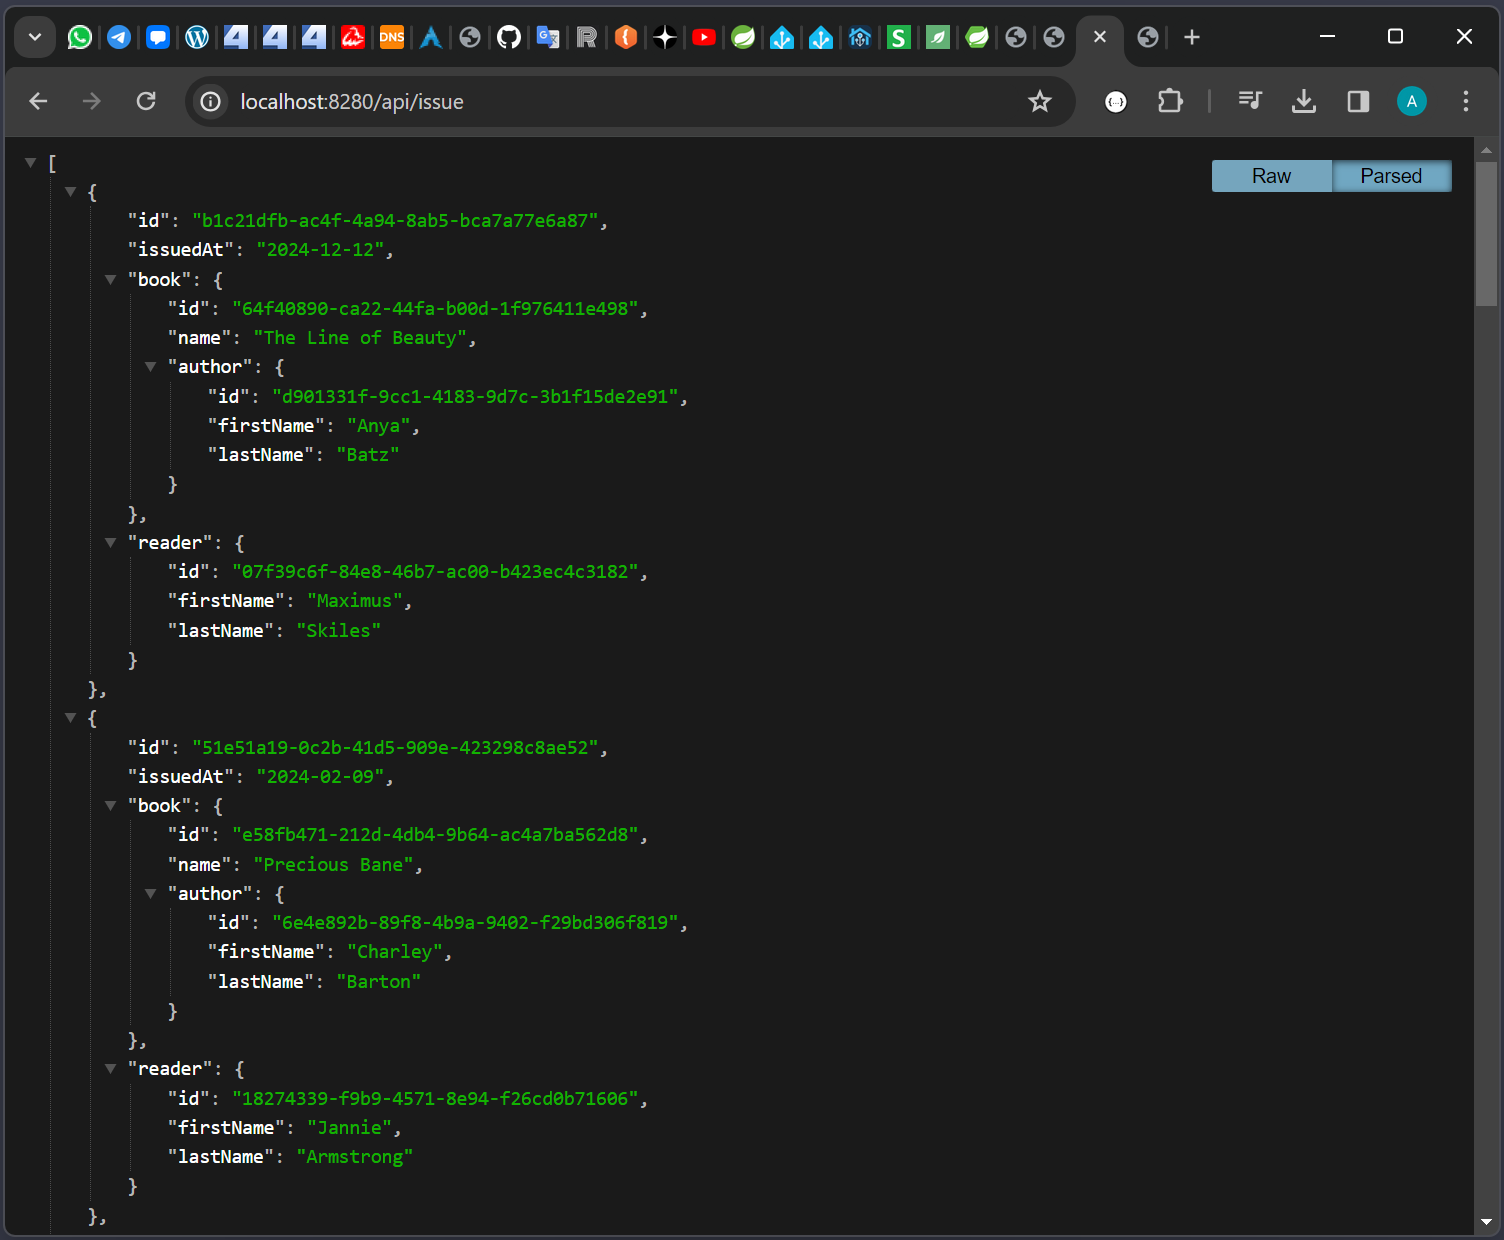 DNS
localhost:8280/api/issue
A
Raw
Parsed
[
{
"id": "b1c21dfb-ac4f-4a94-8ab5-bca7a77e6a87",
"issuedAt": "2024-12-12",
"book": {
"id": "64f40890-ca22-44fa-b00d-1f976411e498",
"name": "The Line of Beauty",
"author": {
"id": "d901331f-9cc1-4183-9d7c-3b1f15de2e91",
"firstName": "Anya",
"lastName": "Batz"
}
},
"reader": {
"id": "07f39c6f-84e8-46b7-ac00-b423ec4c3182",
"firstName": "Maximus",
"lastName": "Skiles"
}
},
{
"id": "51e51a19-0c2b-41d5-909e-423298c8ae52",
"issuedAt": "2024-02-09",
"book": {
"id": "e58fb471-212d-4db4-9b64-ac4a7ba562d8",
"name": "Precious Bane",
"author": {
"id": "6e4e892b-89f8-4b9a-9402-f29bd306f819",
"firstName": "Charley",
"lastName": "Barton"
}
},
"reader": {
"id": "18274339-f9b9-4571-8e94-f26cd0b71606",
"firstName": "Jannie",
"lastName": "Armstrong"
}
},